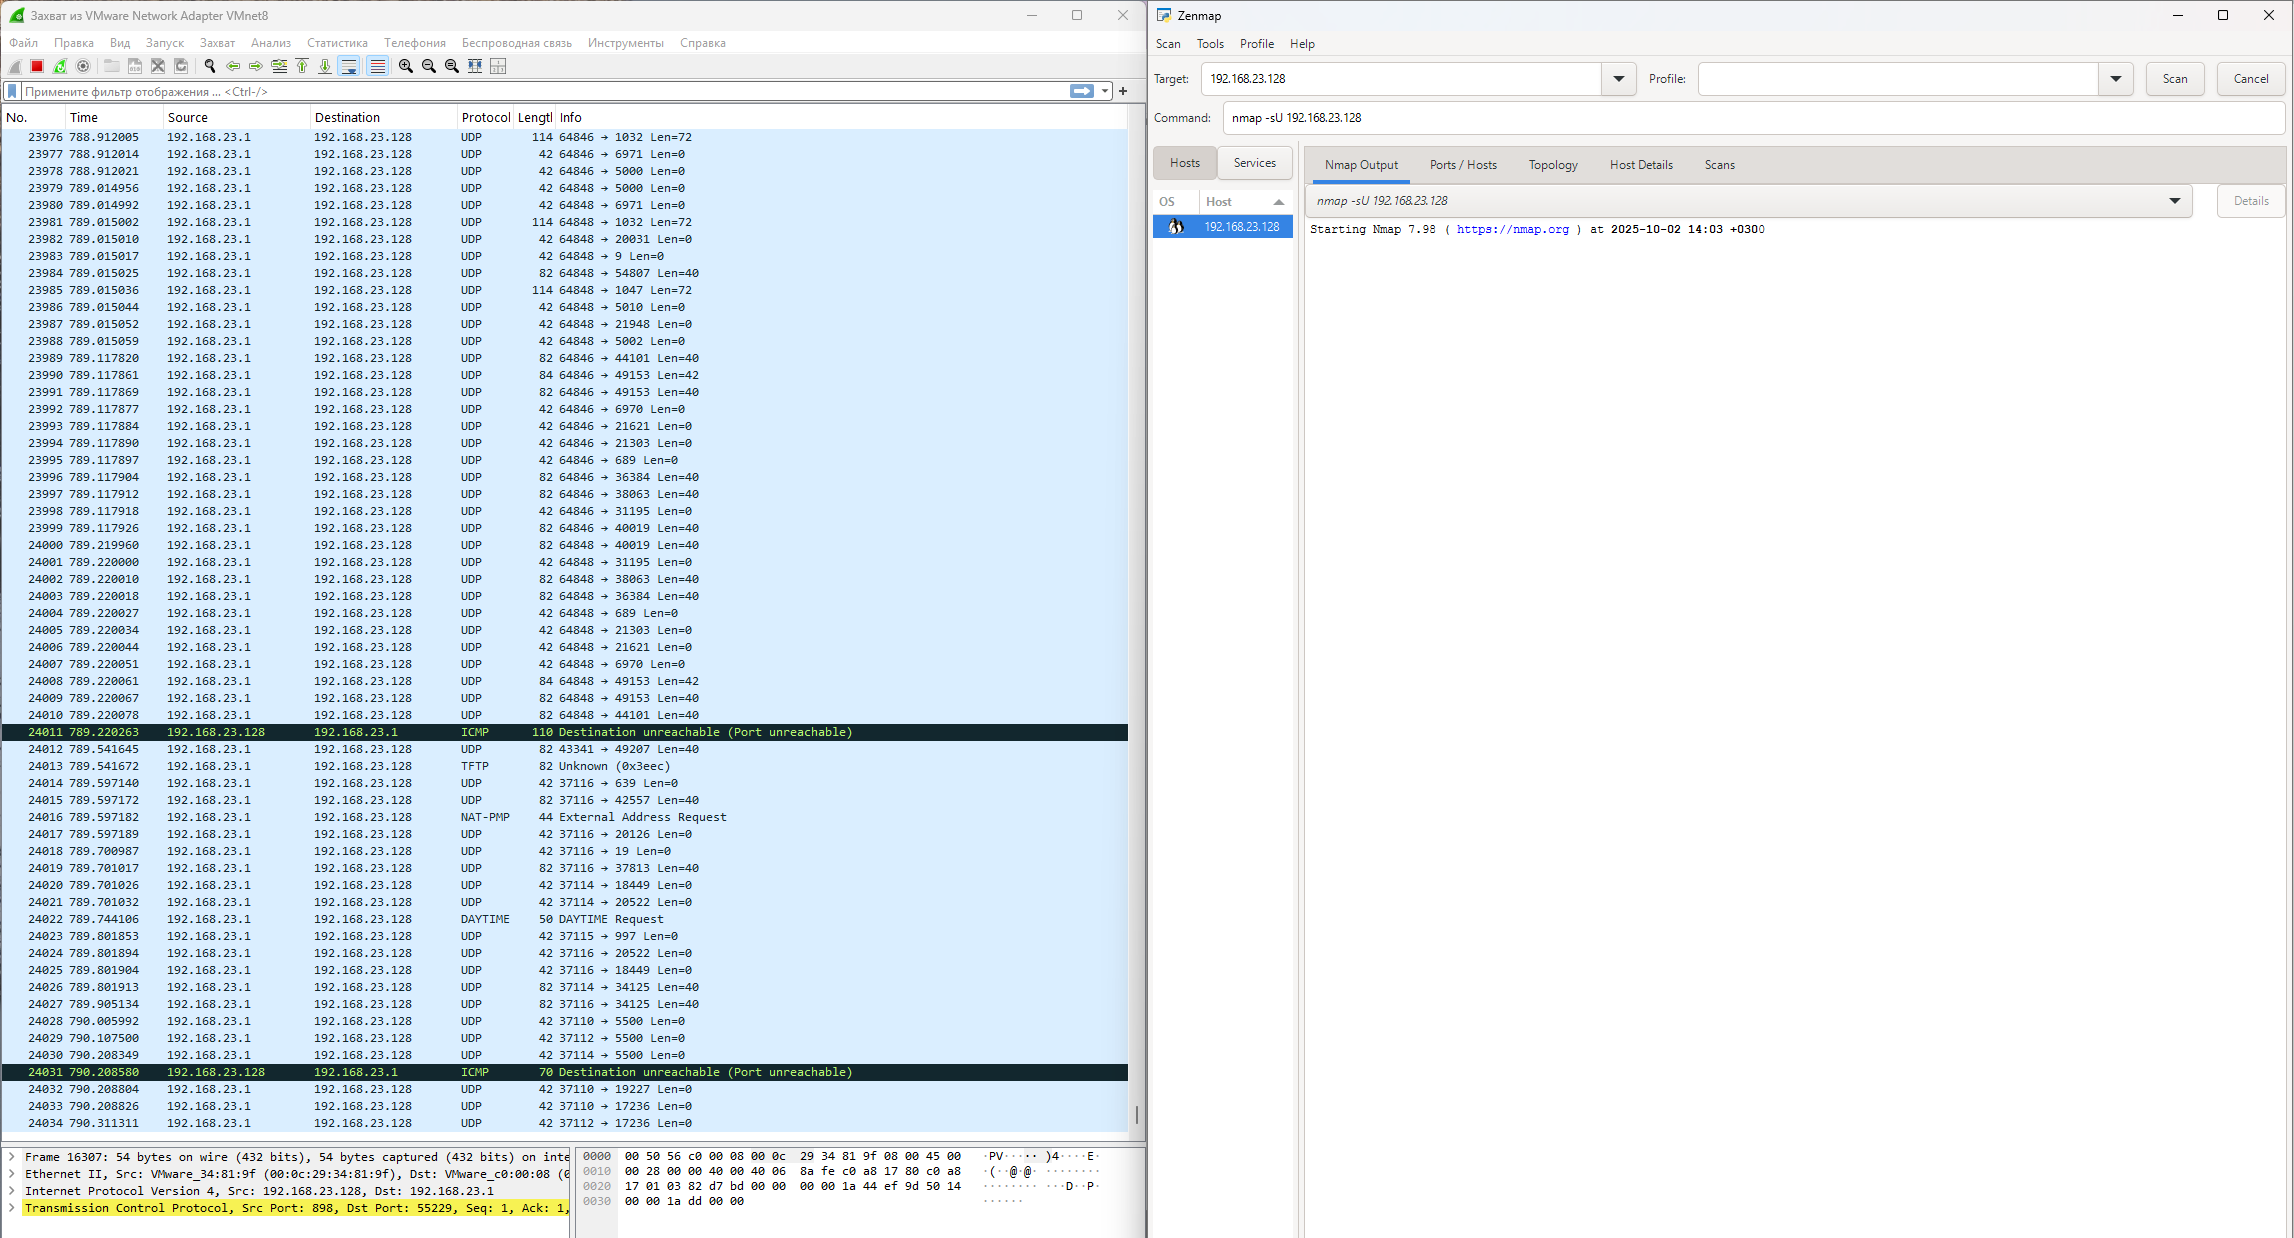 Захват из VMware Network Adapter VMnet8
Файл Правка Вид Запуск Захват Анализ Статистика Телефония Беспроводная связь Инструменты Справка
Примените фильтр отображения ... <Ctrl-/>
No. Time Source Destination Protocol Lengtl Info
23976 788.912005 192.168.23.1 192.168.23.128 UDP 114 64846 → 1032 Len=72
23977 788.912014 192.168.23.1 192.168.23.128 UDP 42 64846 → 6971 Len=0
23978 788.912021 192.168.23.1 192.168.23.128 UDP 42 64846 → 5000 Len=0
23979 789.014956 192.168.23.1 192.168.23.128 UDP 42 64848 → 5000 Len=0
23980 789.014992 192.168.23.1 192.168.23.128 UDP 42 64848 → 6971 Len=0
23981 789.015002 192.168.23.1 192.168.23.128 UDP 114 64848 → 1032 Len=72
23982 789.015010 192.168.23.1 192.168.23.128 UDP 42 64848 → 20031 Len=0
23983 789.015017 192.168.23.1 192.168.23.128 UDP 42 64848 → 9 Len=0
23984 789.015025 192.168.23.1 192.168.23.128 UDP 82 64848 → 54807 Len=40
23985 789.015036 192.168.23.1 192.168.23.128 UDP 114 64848 → 1047 Len=72
23986 789.015044 192.168.23.1 192.168.23.128 UDP 42 64848 → 5010 Len=0
23987 789.015052 192.168.23.1 192.168.23.128 UDP 42 64848 → 21948 Len=0
23988 789.015059 192.168.23.1 192.168.23.128 UDP 42 64848 → 5002 Len=0
23989 789.117820 192.168.23.1 192.168.23.128 UDP 82 64846 → 44101 Len=40
23990 789.117861 192.168.23.1 192.168.23.128 UDP 84 64846 → 49153 Len=42
23991 789.117869 192.168.23.1 192.168.23.128 UDP 82 64846 → 49153 Len=40
23992 789.117877 192.168.23.1 192.168.23.128 UDP 42 64846 → 6970 Len=0
23993 789.117884 192.168.23.1 192.168.23.128 UDP 42 64846 → 21621 Len=0
23994 789.117890 192.168.23.1 192.168.23.128 UDP 42 64846 → 21303 Len=0
23995 789.117897 192.168.23.1 192.168.23.128 UDP 42 64846 → 689 Len=0
23996 789.117904 192.168.23.1 192.168.23.128 UDP 82 64846 → 36384 Len=40
23997 789.117912 192.168.23.1 192.168.23.128 UDP 82 64846 → 38063 Len=40
23998 789.117918 192.168.23.1 192.168.23.128 UDP 42 64846 → 31195 Len=0
23999 789.117926 192.168.23.1 192.168.23.128 UDP 82 64846 → 40019 Len=40
24000 789.219960 192.168.23.1 192.168.23.128 UDP 82 64848 → 40019 Len=40
24001 789.220000 192.168.23.1 192.168.23.128 UDP 42 64848 → 31195 Len=0
24002 789.220010 192.168.23.1 192.168.23.128 UDP 82 64848 → 38063 Len=40
24003 789.220018 192.168.23.1 192.168.23.128 UDP 82 64848 → 36384 Len=40
24004 789.220027 192.168.23.1 192.168.23.128 UDP 42 64848 → 689 Len=0
24005 789.220034 192.168.23.1 192.168.23.128 UDP 42 64848 → 21303 Len=0
24006 789.220044 192.168.23.1 192.168.23.128 UDP 42 64848 → 21621 Len=0
24007 789.220051 192.168.23.1 192.168.23.128 UDP 42 64848 → 6970 Len=0
24008 789.220061 192.168.23.1 192.168.23.128 UDP 84 64848 → 49153 Len=42
24009 789.220067 192.168.23.1 192.168.23.128 UDP 82 64848 → 49153 Len=40
24010 789.220078 192.168.23.1 192.168.23.128 UDP 82 64848 → 44101 Len=40
24011 789.220263 192.168.23.128 192.168.23.1 ICMP 110 Destination unreachable (Port unreachable)
24012 789.541645 192.168.23.1 192.168.23.128 UDP 82 43341 → 49207 Len=40
24013 789.541672 192.168.23.1 192.168.23.128 TFTP 82 Unknown (0x3eec)
24014 789.597140 192.168.23.1 192.168.23.128 UDP 42 37116 → 639 Len=0
24015 789.597172 192.168.23.1 192.168.23.128 UDP 82 37116 → 42557 Len=40
24016 789.597182 192.168.23.1 192.168.23.128 NAT-PMP 44 External Address Request
24017 789.597189 192.168.23.1 192.168.23.128 UDP 42 37116 → 20126 Len=0
24018 789.700987 192.168.23.1 192.168.23.128 UDP 42 37116 → 19 Len=0
24019 789.701017 192.168.23.1 192.168.23.128 UDP 82 37116 → 37813 Len=40
24020 789.701026 192.168.23.1 192.168.23.128 UDP 42 37114 → 18449 Len=0
24021 789.701032 192.168.23.1 192.168.23.128 UDP 42 37114 → 20522 Len=0
24022 789.744106 192.168.23.1 192.168.23.128 DAYTIME 50 DAYTIME Request
24023 789.801853 192.168.23.1 192.168.23.128 UDP 42 37115 → 997 Len=0
24024 789.801894 192.168.23.1 192.168.23.128 UDP 42 37116 → 20522 Len=0
24025 789.801904 192.168.23.1 192.168.23.128 UDP 42 37116 → 18449 Len=0
24026 789.801913 192.168.23.1 192.168.23.128 UDP 82 37114 → 34125 Len=40
24027 789.905134 192.168.23.1 192.168.23.128 UDP 82 37116 → 34125 Len=40
24028 790.005992 192.168.23.1 192.168.23.128 UDP 42 37110 → 5500 Len=0
24029 790.107500 192.168.23.1 192.168.23.128 UDP 42 37112 → 5500 Len=0
24030 790.208349 192.168.23.1 192.168.23.128 UDP 42 37114 → 5500 Len=0
24031 790.208580 192.168.23.128 192.168.23.1 ICMP 70 Destination unreachable (Port unreachable)
24032 790.208804 192.168.23.1 192.168.23.128 UDP 42 37110 → 19227 Len=0
24033 790.208826 192.168.23.1 192.168.23.128 UDP 42 37110 → 17236 Len=0
24034 790.311311 192.168.23.1 192.168.23.128 UDP 42 37112 → 17236 Len=0
Frame 16307: 54 bytes on wire (432 bits), 54 bytes captured (432 bits) on inte
Ethernet II, Src: VMware_34:81:9f (00:0c:29:34:81:9f), Dst: VMware_c0:00:08 (0
Internet Protocol Version 4, Src: 192.168.23.128, Dst: 192.168.23.1
Transmission Control Protocol, Src Port: 898, Dst Port: 55229, Seq: 1, Ack: 1,
0000 00 50 56 c0 00 08 00 0c 29 34 81 9f 08 00 45 00 ·PV····· )4····E·
0010 00 28 00 00 40 00 40 06 8a fe c0 a8 17 80 c0 a8 ·(··@·@· ········
0020 17 01 03 82 d7 bd 00 00 00 00 1a 44 ef 9d 50 14 ········ ···D··P·
0030 00 00 1a dd 00 00 ······
Zenmap
Scan Tools Profile Help
Target: 192.168.23.128 Profile: Scan Cancel
Command: nmap -sU 192.168.23.128
Hosts Services
OS Host
192.168.23.128
Nmap Output Ports / Hosts Topology Host Details Scans
nmap -sU 192.168.23.128 Details
Starting Nmap 7.98 ( https://nmap.org ) at 2025-10-02 14:03 +0300